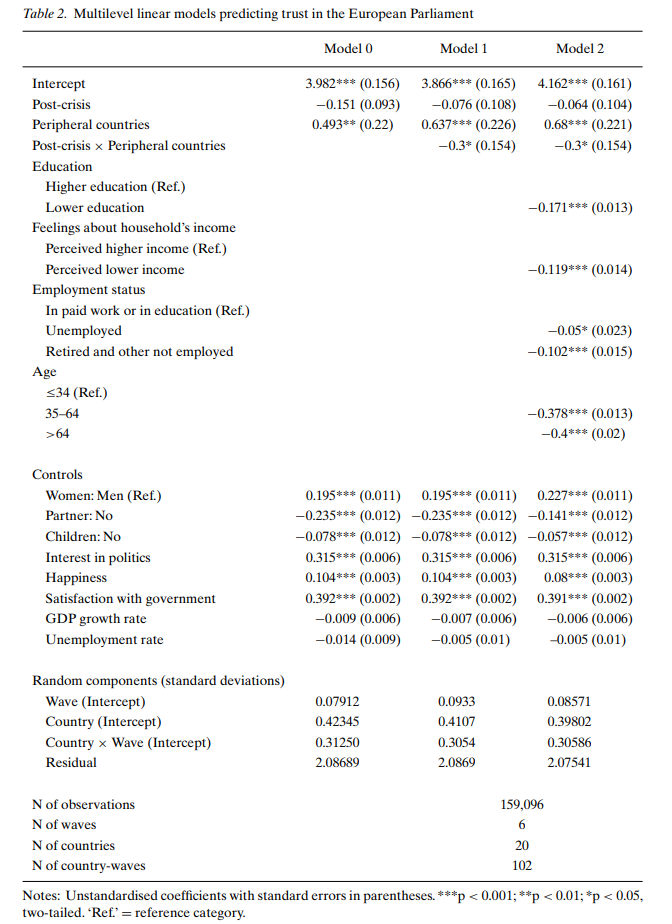 Table 2. Multilevel linear models predicting trust in the European Parliament
Model 0 Model 1 Model 2
Intercept 3.982*** (0.156) 3.866*** (0.165) 4.162*** (0.161)
Post-crisis −0.151 (0.093) −0.076 (0.108) −0.064 (0.104)
Peripheral countries 0.493** (0.22) 0.637*** (0.226) 0.68*** (0.221)
Post-crisis × Peripheral countries −0.3* (0.154) −0.3* (0.154)
Education
Higher education (Ref.)
Lower education −0.171*** (0.013)
Feelings about household's income
Perceived higher income (Ref.)
Perceived lower income −0.119*** (0.014)
Employment status
In paid work or in education (Ref.)
Unemployed −0.05* (0.023)
Retired and other not employed −0.102*** (0.015)
Age
≤34 (Ref.)
35–64 −0.378*** (0.013)
>64 −0.4*** (0.02)
Controls
Women: Men (Ref.) 0.195*** (0.011) 0.195*** (0.011) 0.227*** (0.011)
Partner: No −0.235*** (0.012) −0.235*** (0.012) −0.141*** (0.012)
Children: No −0.078*** (0.012) −0.078*** (0.012) −0.057*** (0.012)
Interest in politics 0.315*** (0.006) 0.315*** (0.006) 0.315*** (0.006)
Happiness 0.104*** (0.003) 0.104*** (0.003) 0.08*** (0.003)
Satisfaction with government 0.392*** (0.002) 0.392*** (0.002) 0.391*** (0.002)
GDP growth rate −0.009 (0.006) −0.007 (0.006) −0.006 (0.006)
Unemployment rate −0.014 (0.009) −0.005 (0.01) −0.005 (0.01)
Random components (standard deviations)
Wave (Intercept) 0.07912 0.0933 0.08571
Country (Intercept) 0.42345 0.4107 0.39802
Country × Wave (Intercept) 0.31250 0.3054 0.30586
Residual 2.08689 2.0869 2.07541
N of observations 159,096
N of waves 6
N of countries 20
N of country-waves 102
Notes: Unstandardised coefficients with standard errors in parentheses. ***p < 0.001; **p < 0.01; *p < 0.05,
two-tailed. ‘Ref.’ = reference category.